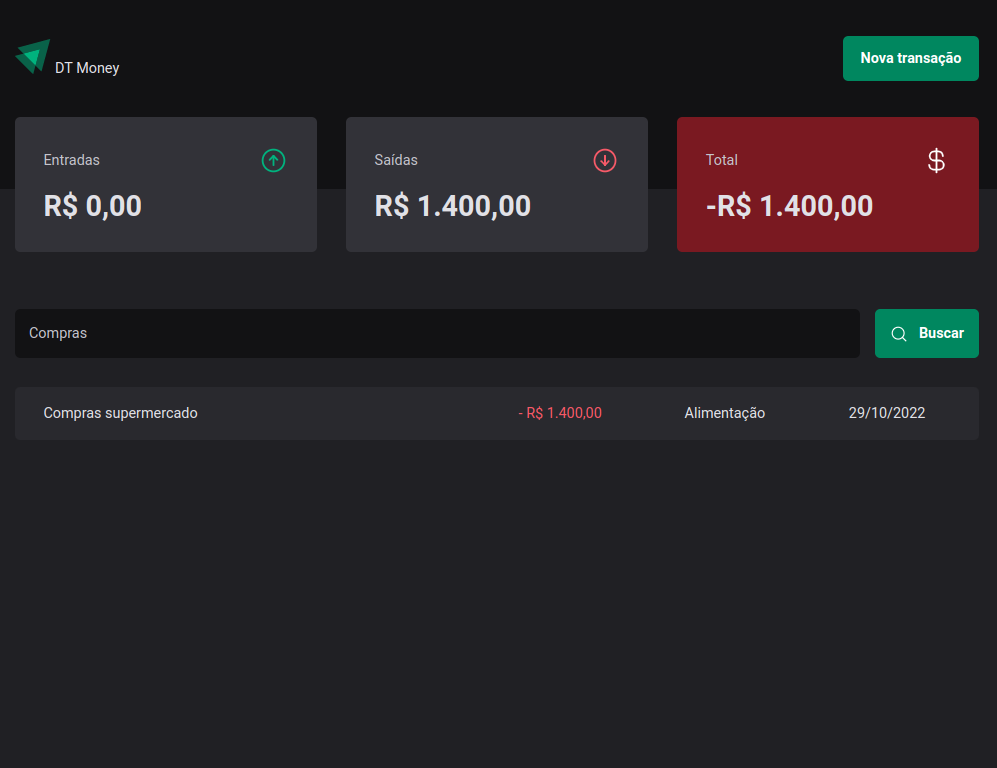 DT Money
Nova transação
Entradas
R$ 0,00
Saídas
R$ 1.400,00
Total
-R$ 1.400,00
Compras
Buscar
Compras supermercado - R$ 1.400,00 Alimentação 29/10/2022